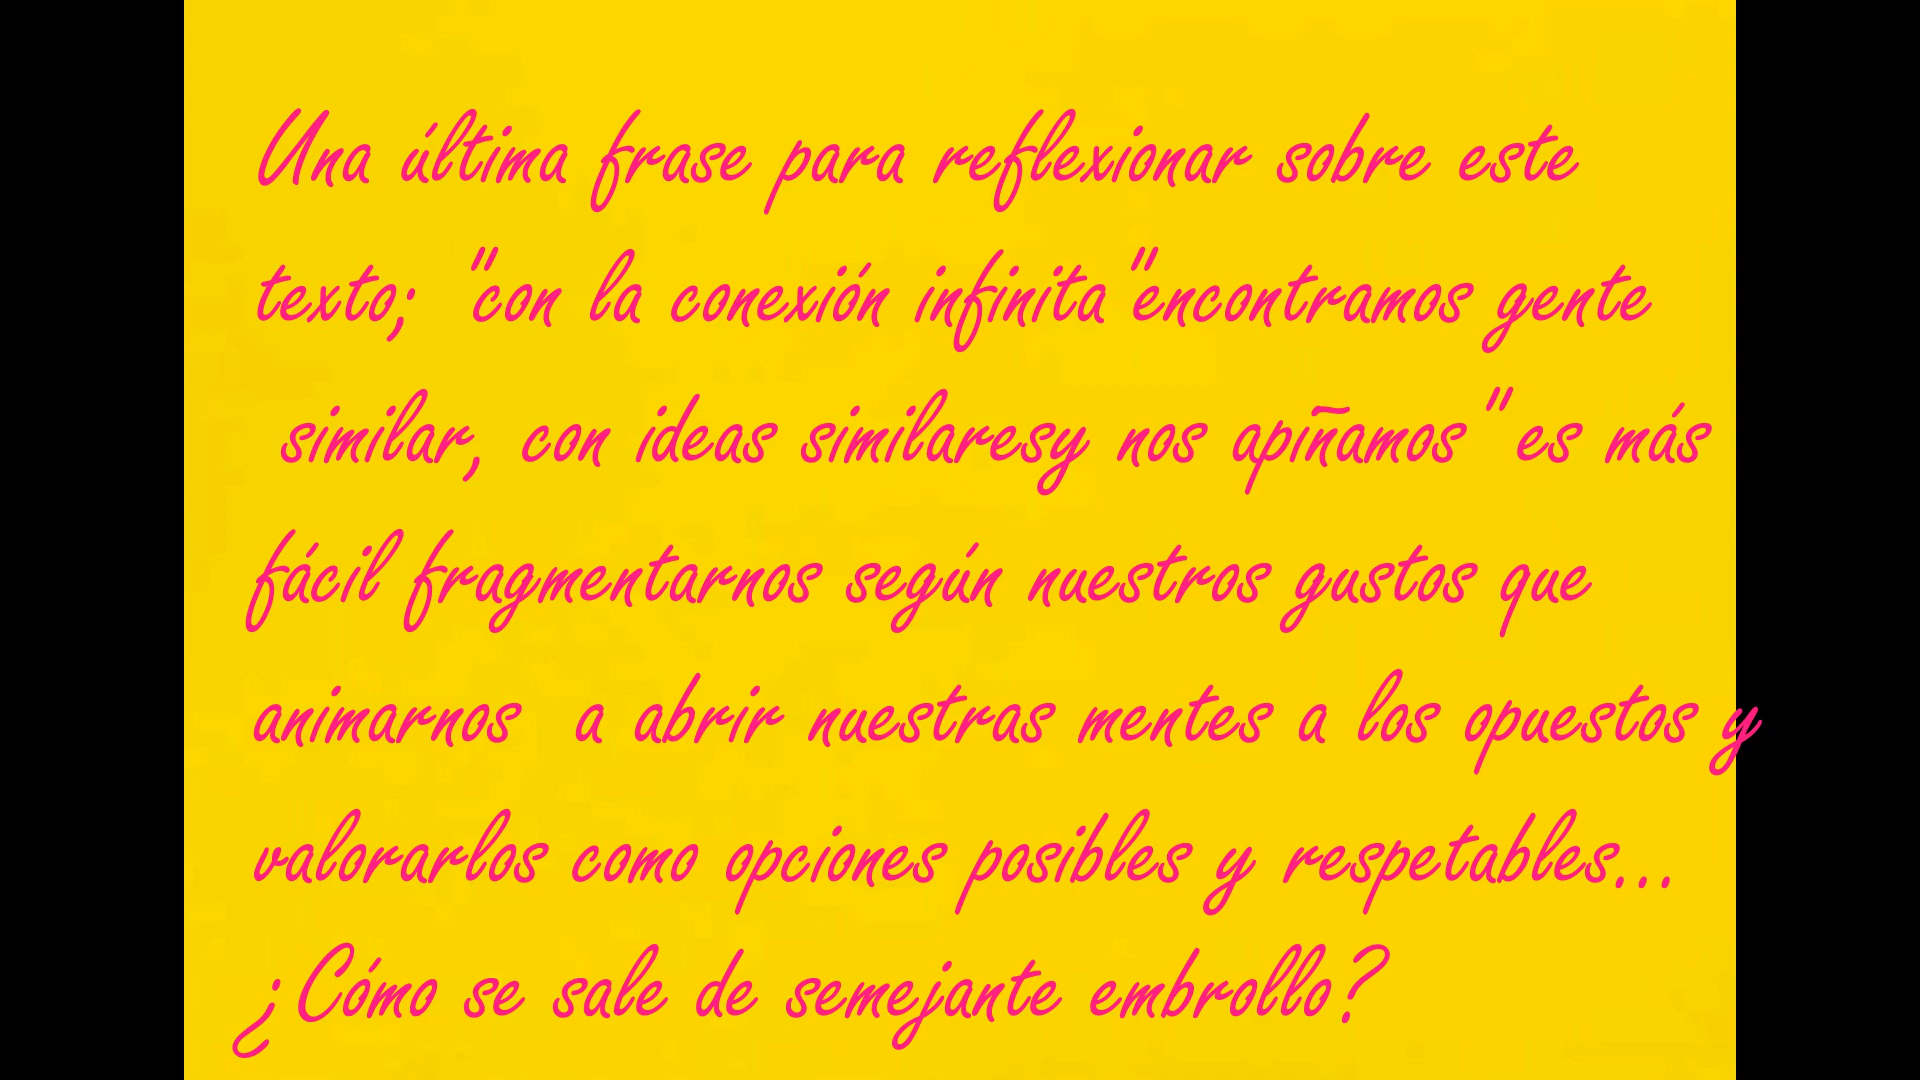 Una última frase para reflexionar sobre este
texto; "con la conexión infinita"encontramos gente
similar, con ideas similaresy nos apiñamos" es más
fácil fragmentarnos según nuestros gustos que
animarnos a abrir nuestras mentes a los opuestos y
valorarlos como opciones posibles y respetables...
¿Cómo se sale de semejante embrollo?